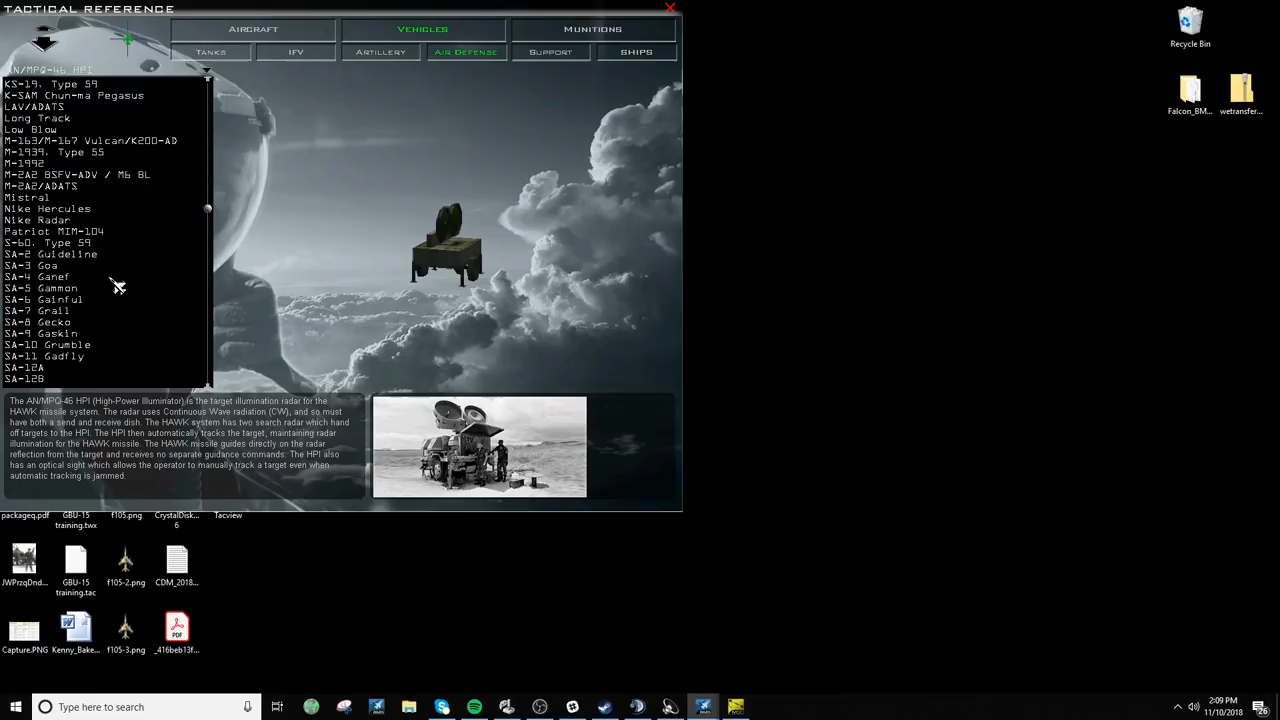 TACTICAL REFERENCE
AIRCRAFT
VEHICLES
MUNITIONS
TANKS
IFV
ARTILLERY
AIR DEFENSE
SUPPORT
SHIPS
AN/MPQ-46 HPI
KS-19, Type 59
K-SAM Chun-ma Pegasus
LAV/ADATS
Long Track
Low Blow
M-163/M-167 Vulcan/K200-AD
M-1939, Type 55
M-1992
M-2A2 BSFV-ADV / M6 BL
M-2A2/ADATS
Mistral
Nike Hercules
Nike Radar
Patriot MIM-104
S-60, Type 59
SA-2 Guideline
SA-3 Goa
SA-4 Ganef
SA-5 Gammon
SA-6 Gainful
SA-7 Grail
SA-8 Gecko
SA-9 Gaskin
SA-10 Grumble
SA-11 Gadfly
SA-12A
SA-12B
The AN/MPQ-46 HPI (High-Power Illuminator) is the target illumination radar for the
HAWK missile system. The radar uses Continuous Wave radiation (CW), and so must
have both a send and receive dish. The HAWK system has two search radar which hand
off targets to the HPI. The HPI then automatically tracks the target, maintaining radar
illumination for the HAWK missile. The HAWK missile guides directly on the radar
reflection from the target and receives no separate guidance commands. The HPI also
has an optical sight which allows the operator to manually track a target even when
automatic tracking is jammed.
Recycle Bin
Falcon_BM...
wetransfer...
packageq.pdf
GBU-15
training.twx
f105.png
CrystalDisk...
6
Tacview
JWPrzqDnd...
GBU-15
training.tac
f105-2.png
CDM_2018...
Capture.PNG
Kenny_Bake...
f105-3.png
_416beb13f...
Type here to search
2:09 PM
11/10/2018
26